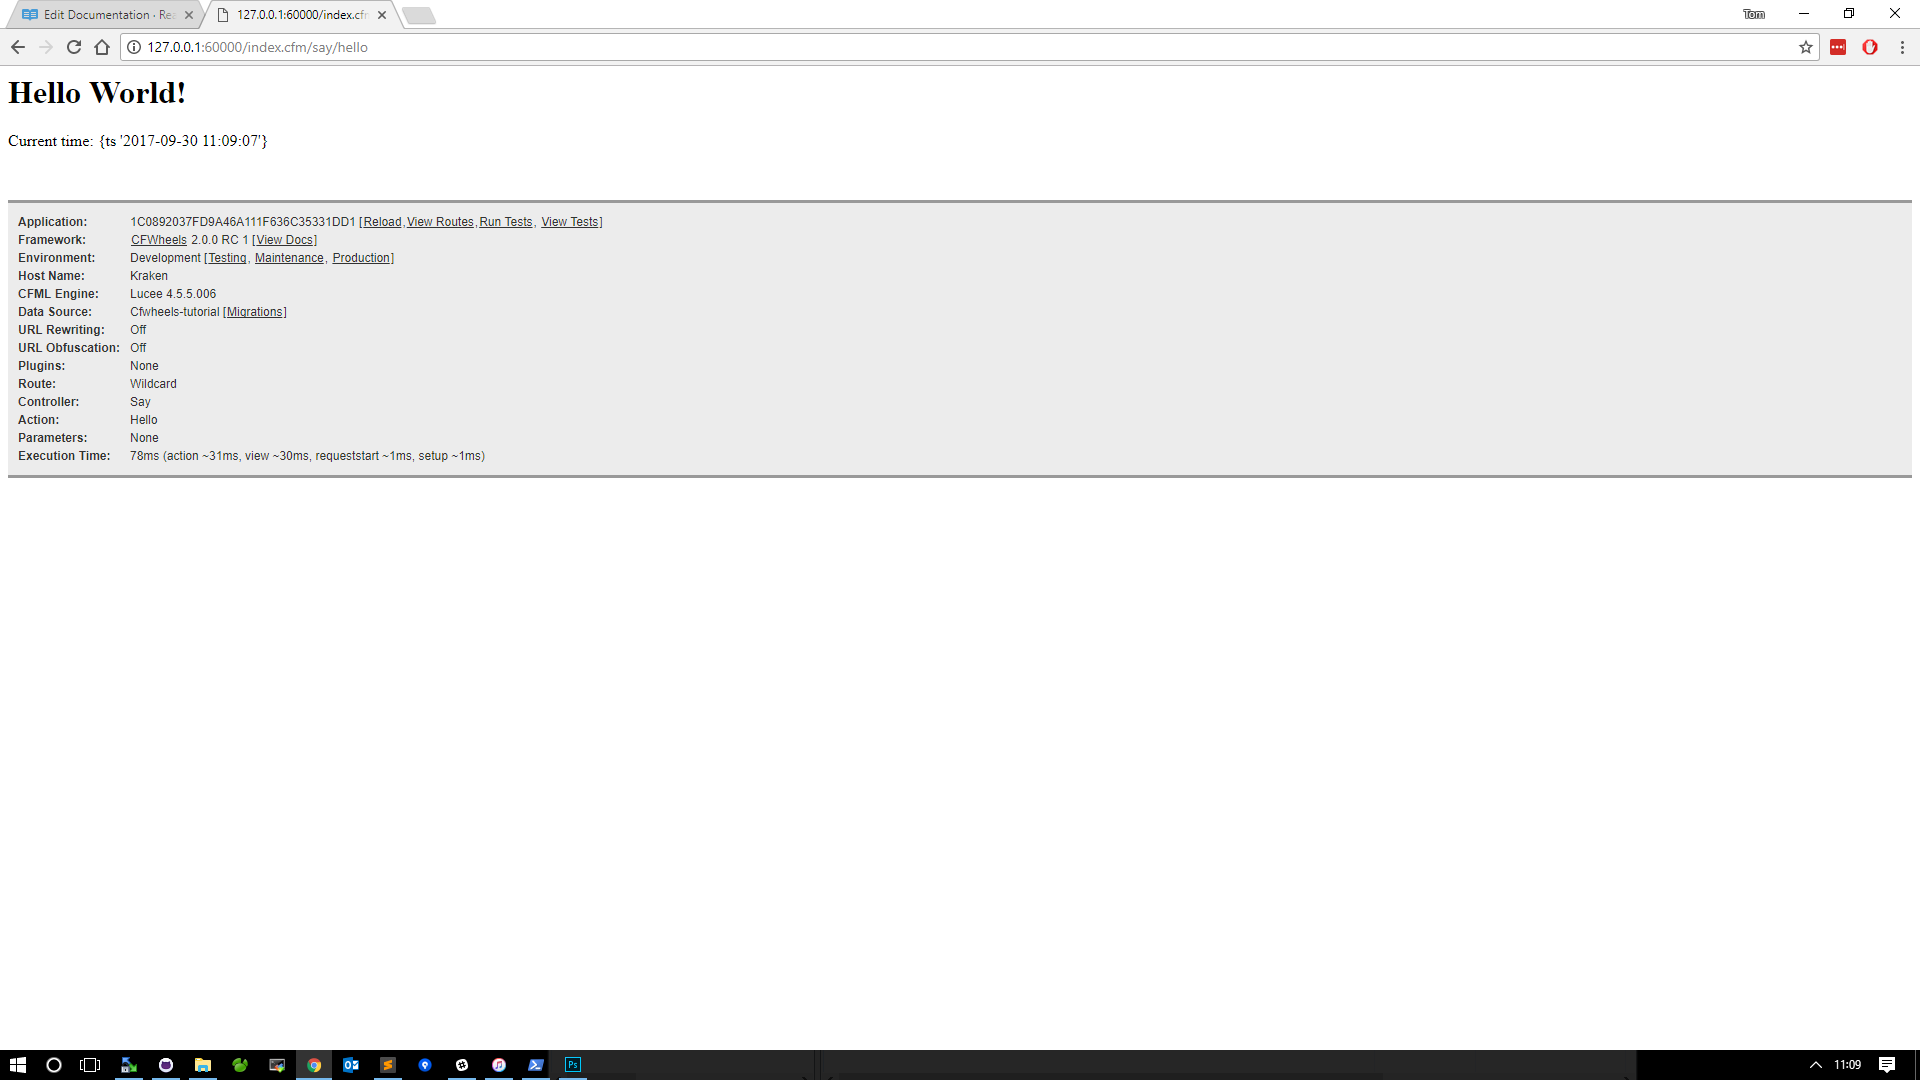 Edit Documentation · Rea
127.0.0.1:60000/index.cfm
Tom
127.0.0.1:60000/index.cfm/say/hello
Hello World!
Current time: {ts '2017-09-30 11:09:07'}
Application: 1C0892037FD9A46A111F636C35331DD1 [Reload, View Routes, Run Tests, View Tests]
Framework: CFWheels 2.0.0 RC 1 [View Docs]
Environment: Development [Testing, Maintenance, Production]
Host Name: Kraken
CFML Engine: Lucee 4.5.5.006
Data Source: Cfwheels-tutorial [Migrations]
URL Rewriting: Off
URL Obfuscation: Off
Plugins: None
Route: Wildcard
Controller: Say
Action: Hello
Parameters: None
Execution Time: 78ms (action ~31ms, view ~30ms, requeststart ~1ms, setup ~1ms)
Ps
11:09